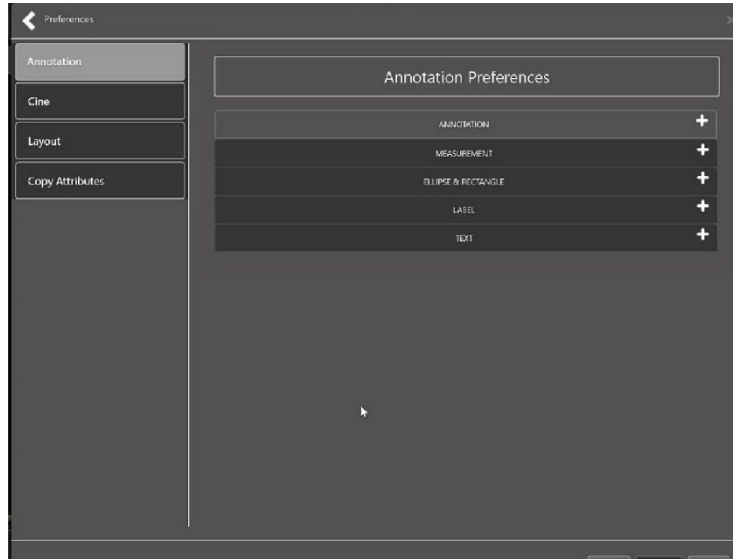 Preferences
Annotation
Cine
Layout
Copy Attributes
Annotation Preferences
ANNOTATION
MEASUREMENT
ELLIPSE & RECTANGLE
LABEL
TEXT